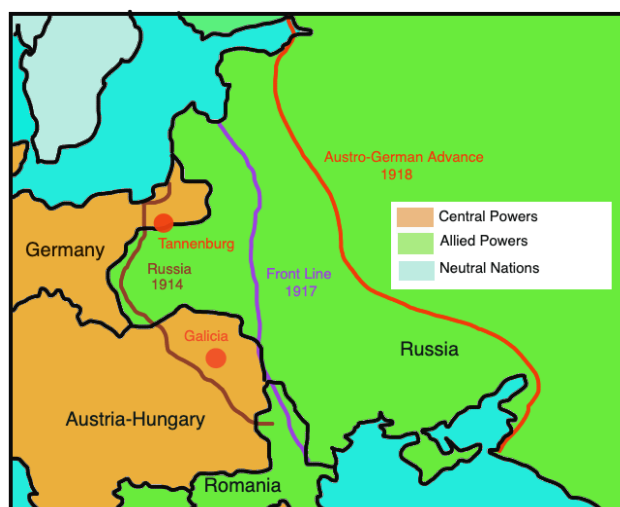 Austro-German Advance
1918
Central Powers
Allied Powers
Neutral Nations
Germany
Tannenburg
Russia
1914
Front Line
1917
Galicia
Russia
Austria-Hungary
Romania